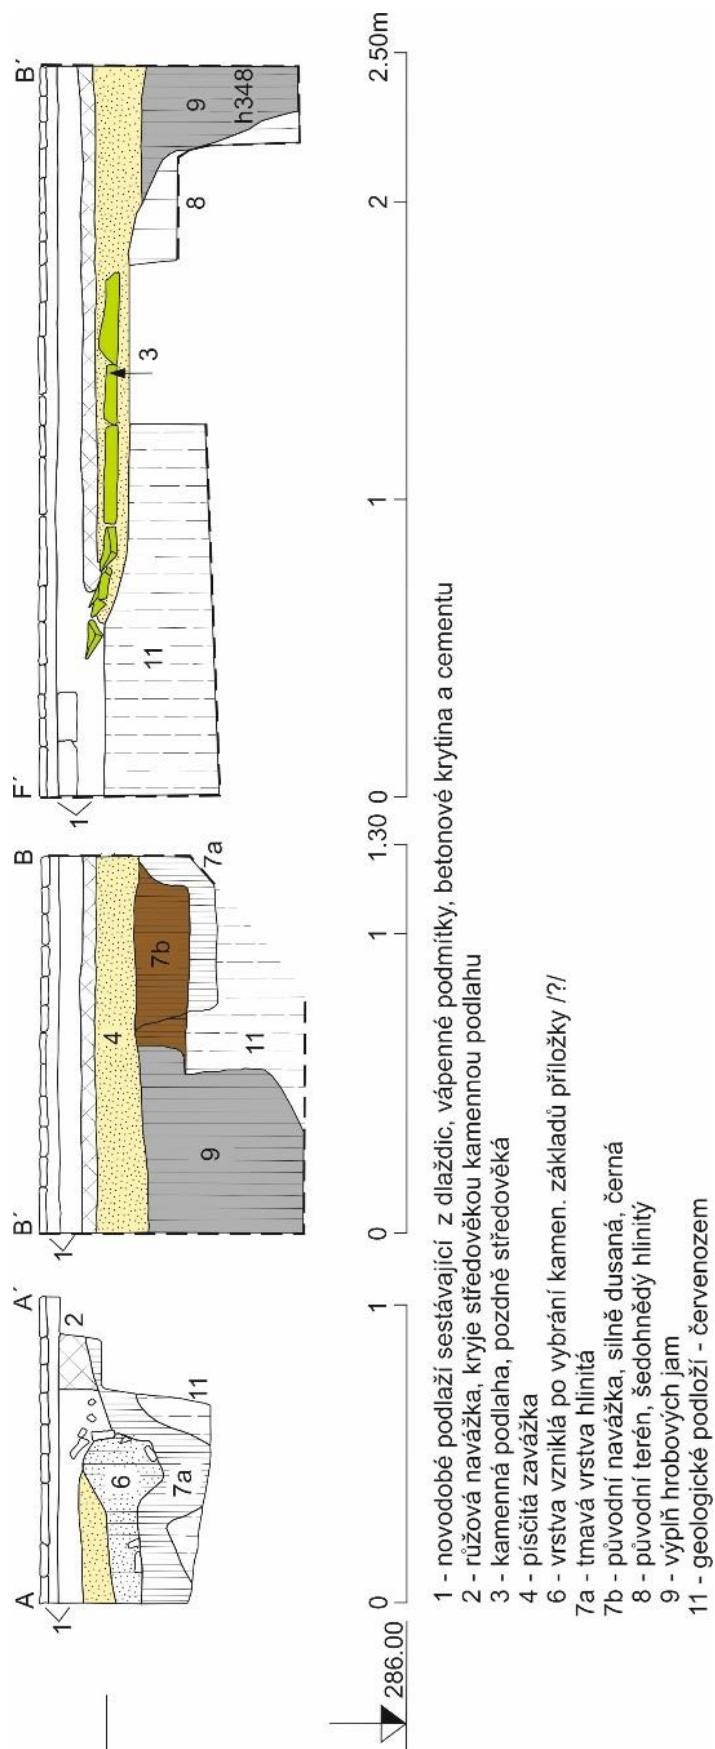 A A´ B´ B F´ B´
1 2 1 1
4 7b 3 9
6 9 8 h348
7a 11 11 7a 11
286.00 0 1 0 1 1.30 0 1 2 2.50m
1 - novodobé podlaží sestávající z dlaždic, vápenné podmítky, betonové krytina a cementu
2 - růžová navážka, kryje středověkou kamennou podlahu
3 - kamenná podlaha, pozdně středověká
4 - písčitá zavážka
6 - vrstva vzniklá po vybrání kamen. základů příložky /?/
7a - tmavá vrstva hlinitá
7b - původní navážka, silně dusaná, černá
8 - původní terén, šedohnědý hlinitý
9 - výplň hrobových jam
11 - geologické podloží - červenozem